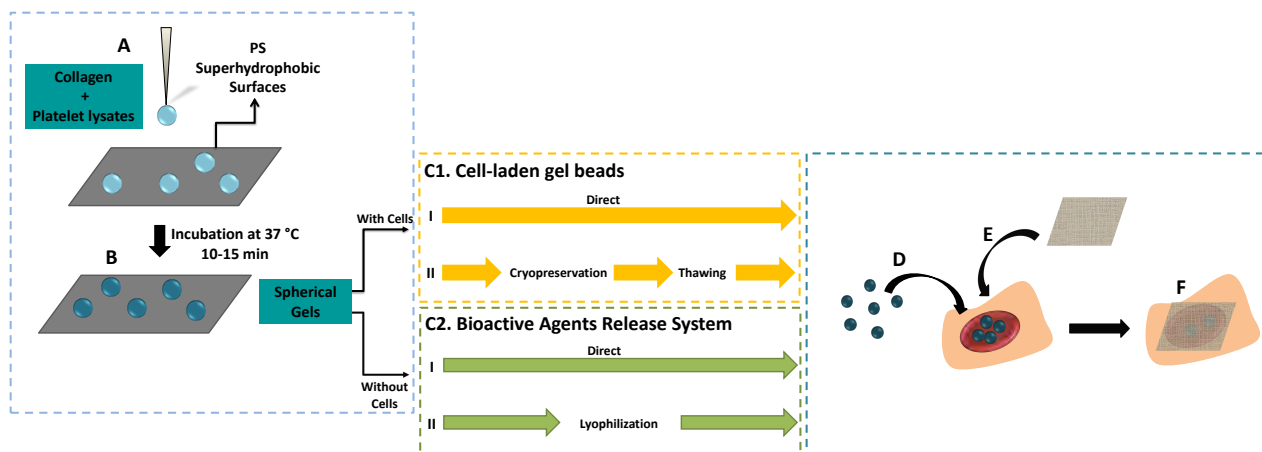 A
Collagen
+
Platelet lysates
PS
Superhydrophobic
Surfaces
Incubation at 37 °C
10-15 min
B
Spherical
Gels
With Cells
Without
Cells
C1. Cell-laden gel beads
I
Direct
II
Cryopreservation
Thawing
C2. Bioactive Agents Release System
I
Direct
II
Lyophilization
D
E
F